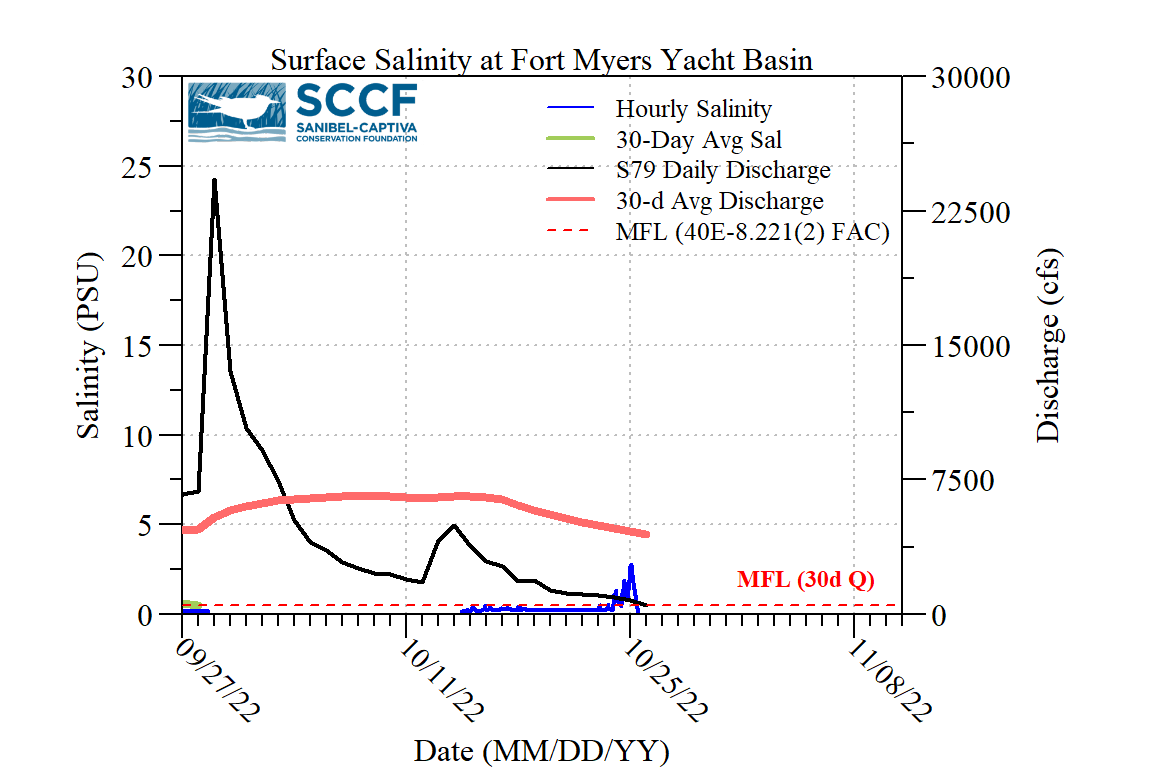 Surface Salinity at Fort Myers Yacht Basin
SCCF
SANIBEL-CAPTIVA
CONSERVATION FOUNDATION
Hourly Salinity
30-Day Avg Sal
S79 Daily Discharge
30-d Avg Discharge
MFL (40E-8.221(2) FAC)
30
25
20
15
10
5
0
Salinity (PSU)
30000
22500
15000
7500
0
Discharge (cfs)
MFL (30d Q)
09/27/22
10/11/22
10/25/22
11/08/22
Date (MM/DD/YY)